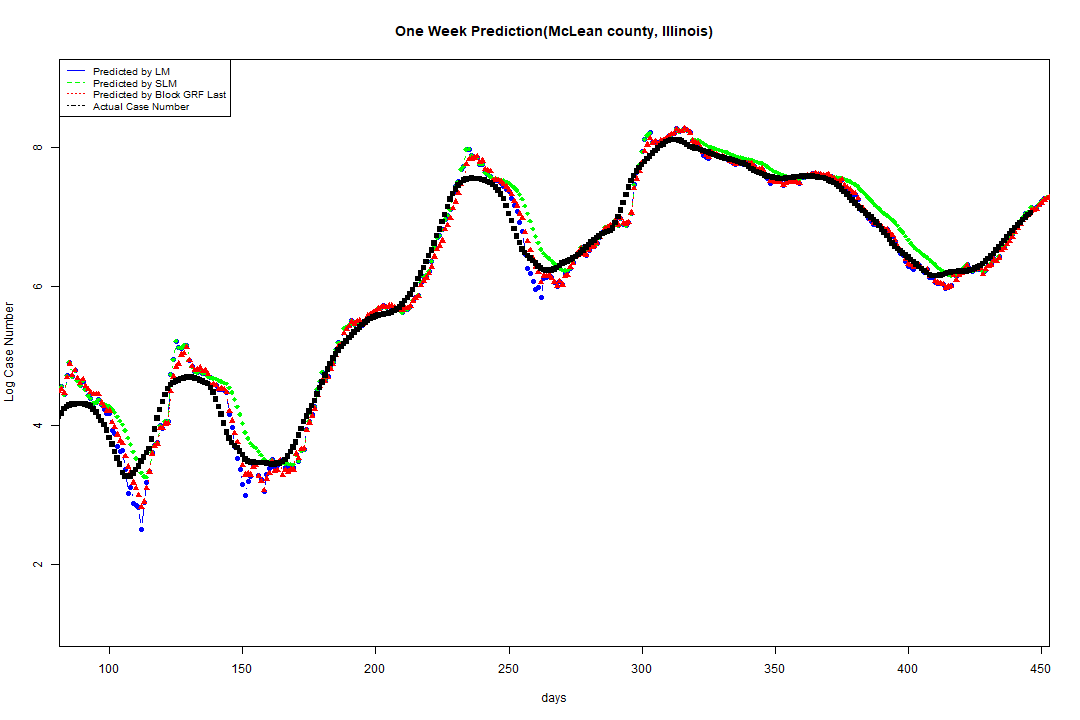 One Week Prediction(McLean county, Illinois)
Predicted by LM
Predicted by SLM
Predicted by Block GRF Last
Actual Case Number
8
6
4
2
Log Case Number
100 150 200 250 300 350 400 450
days